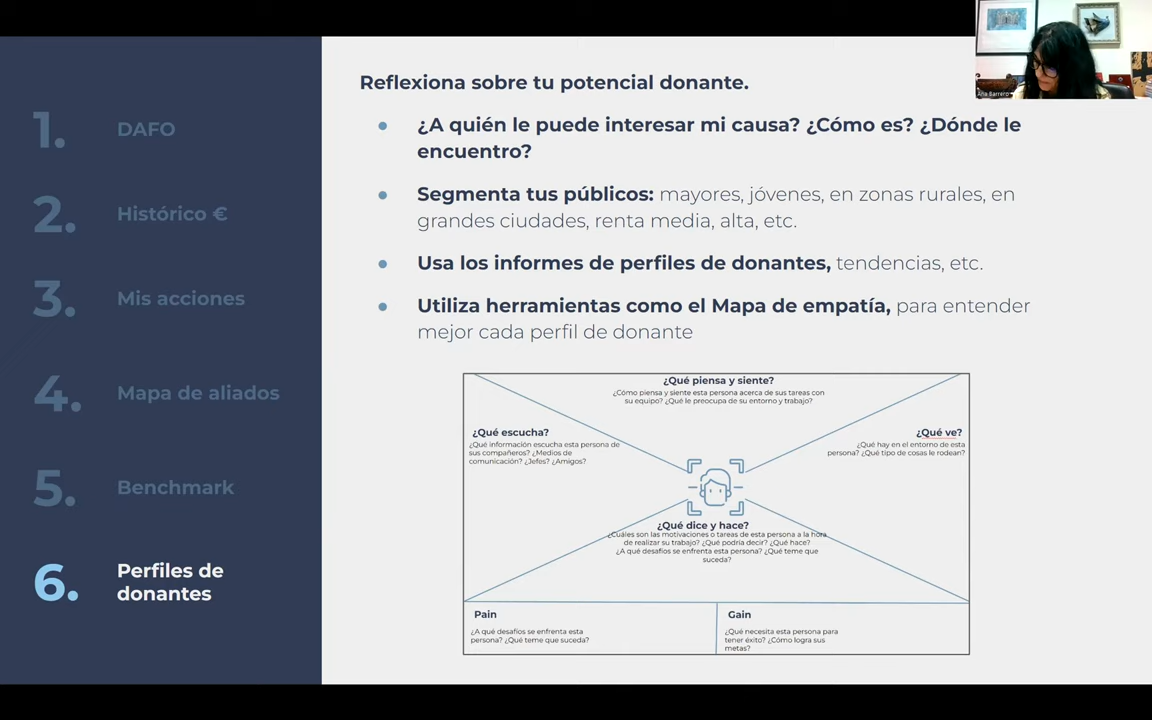 1.
DAFO
2.
Histórico €
3.
Mis acciones
4.
Mapa de aliados
5.
Benchmark
6.
Perfiles de
donantes
Reflexiona sobre tu potencial donante.
¿A quién le puede interesar mi causa? ¿Cómo es? ¿Dónde le
encuentro?
Segmenta tus públicos: mayores, jóvenes, en zonas rurales, en
grandes ciudades, renta media, alta, etc.
Usa los informes de perfiles de donantes, tendencias, etc.
Utiliza herramientas como el Mapa de empatía, para entender
mejor cada perfil de donante
¿Qué piensa y siente?
¿Cómo piensa y siente esta persona acerca de sus tareas con
su equipo? ¿Qué le preocupa de su entorno y trabajo?
¿Qué escucha?
¿Qué información escucha esta persona de
sus compañeros? ¿Medios de
comunicación? ¿Jefes? ¿Amigos?
¿Qué ve?
¿Qué hay en el entorno de esta
persona? ¿Qué tipo de cosas le rodean?
¿Qué dice y hace?
¿Cuáles son las motivaciones o tareas de esta persona a la hora
de realizar su trabajo? ¿Qué podría decir? ¿Qué hace?
¿A qué desafíos se enfrenta esta persona? ¿Qué teme que
suceda?
Pain
¿A qué desafíos se enfrenta esta
persona? ¿Qué teme que suceda?
Gain
¿Qué necesita esta persona para
tener éxito? ¿Cómo logra sus
metas?
Ana Barrero